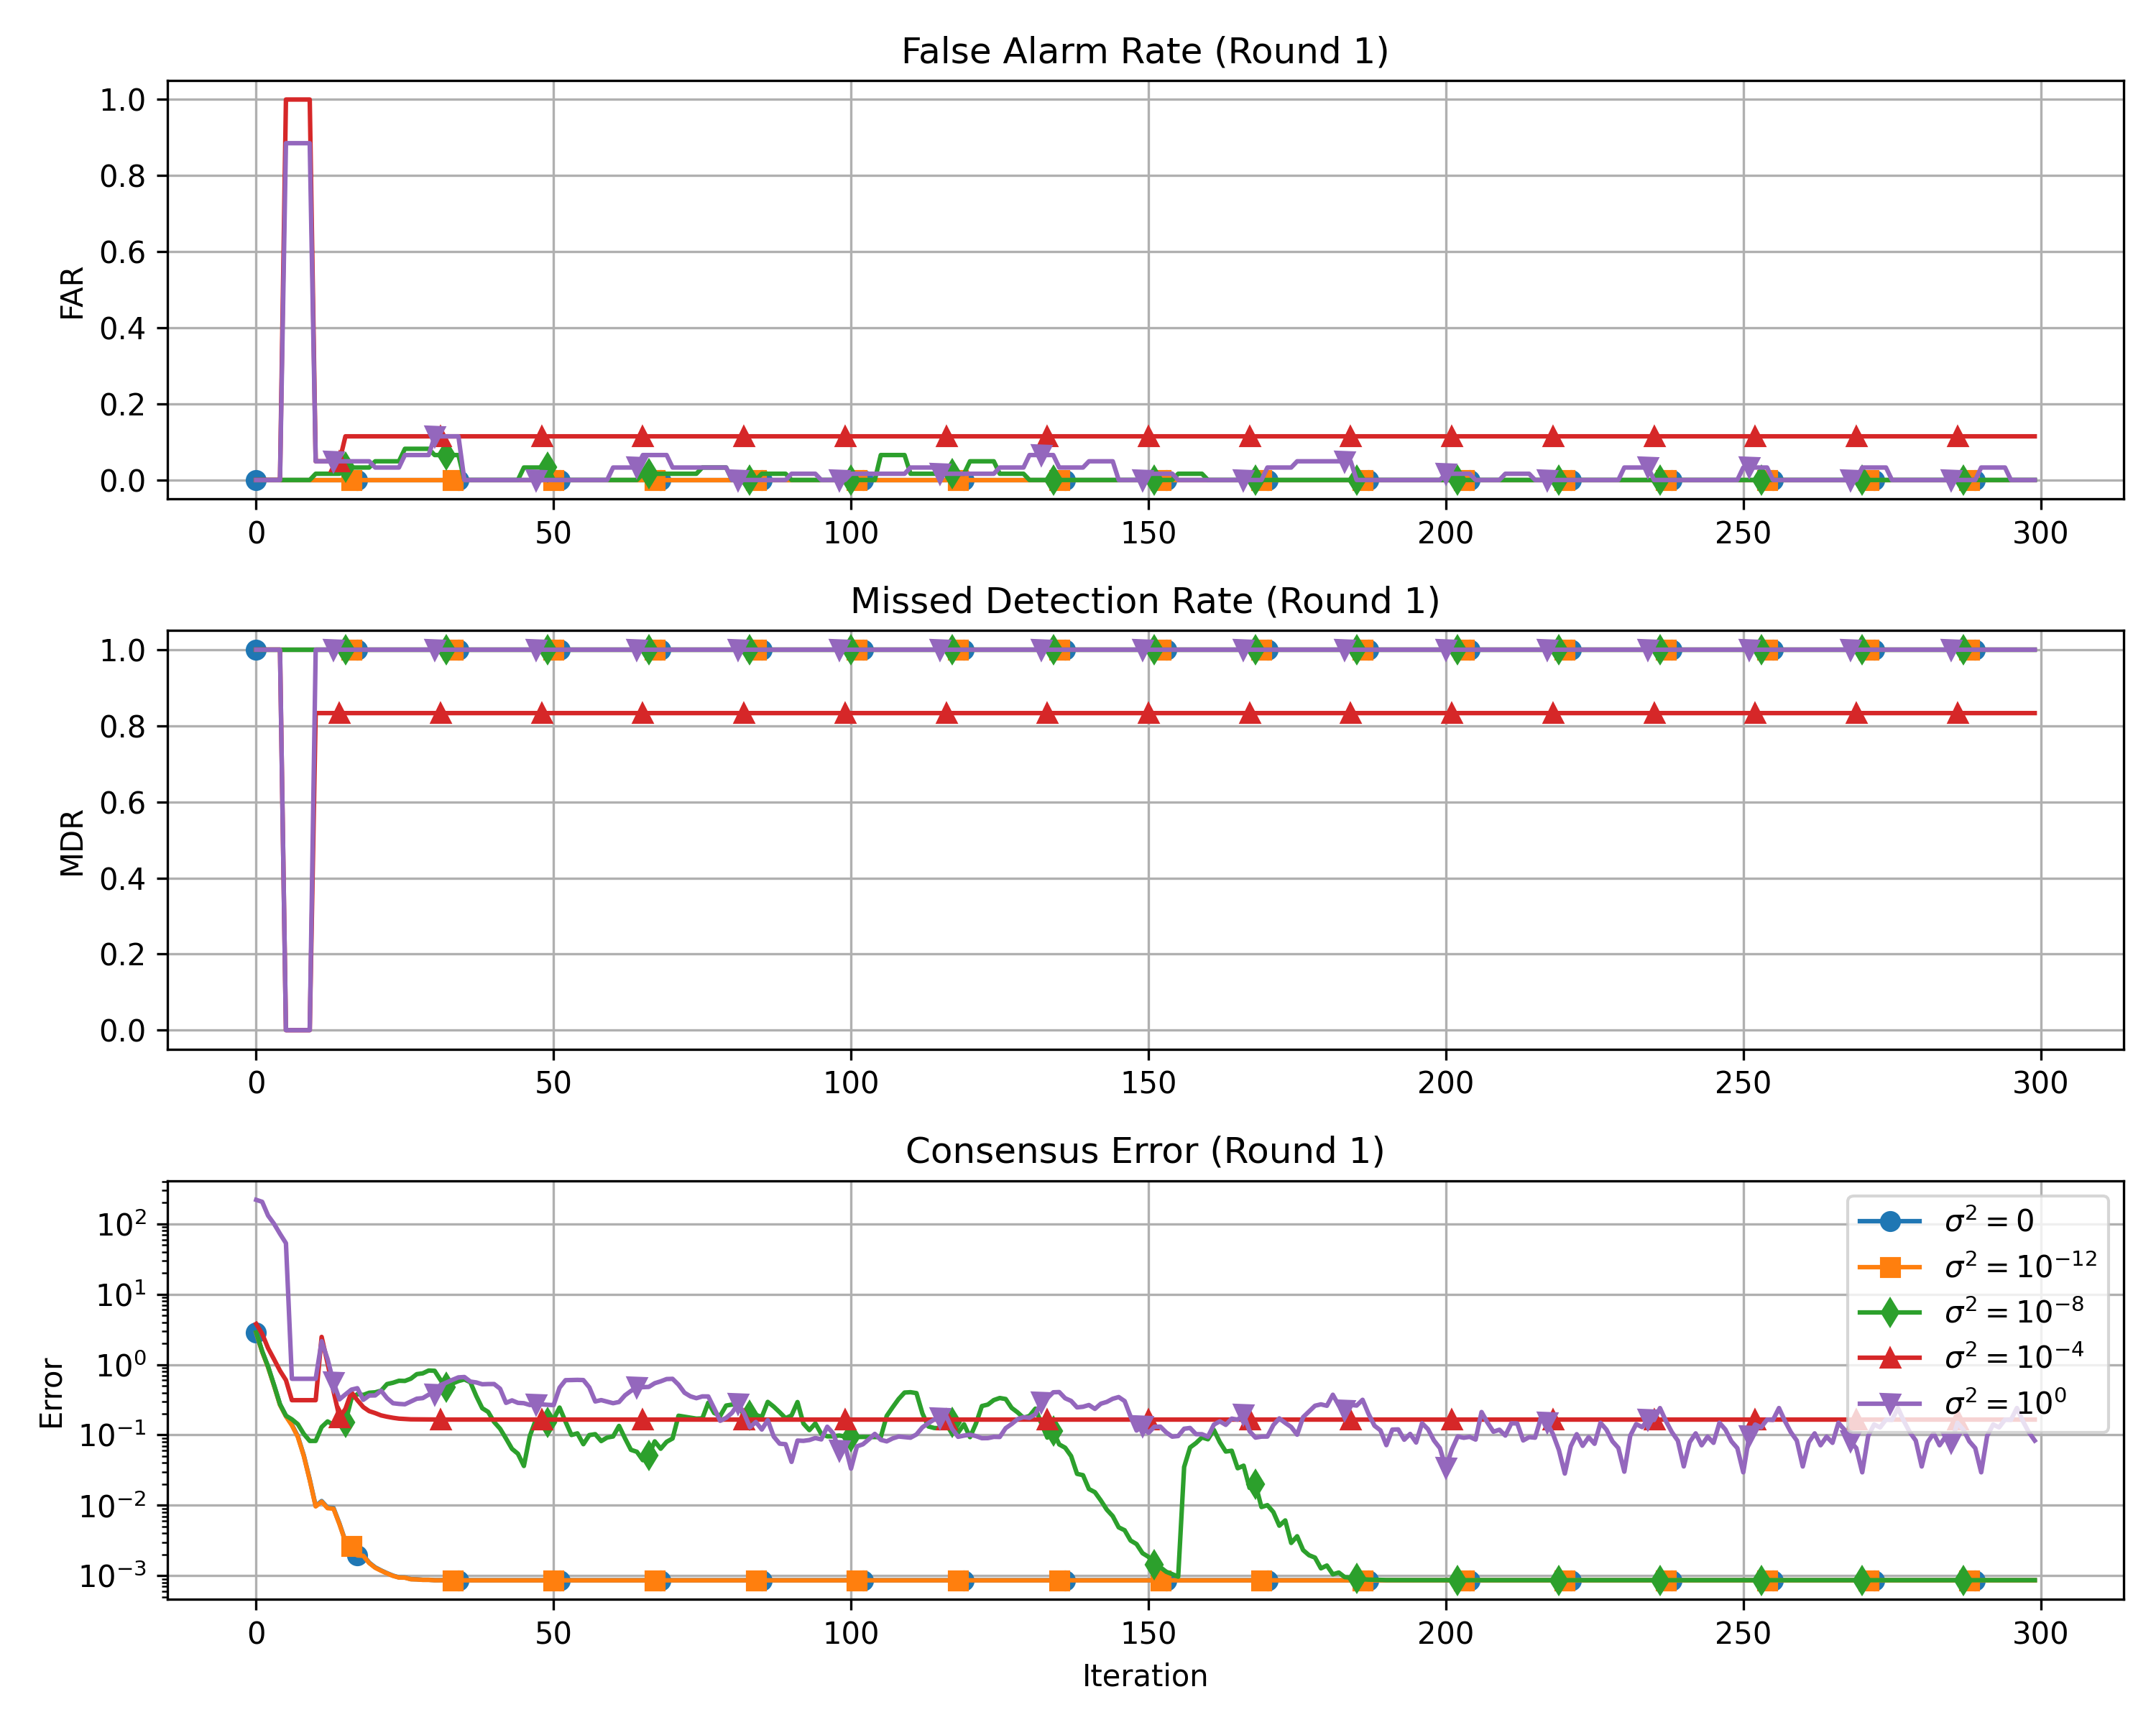 False Alarm Rate (Round 1)
FAR
1.0
0.8
0.6
0.4
0.2
0.0
0 50 100 150 200 250 300
Missed Detection Rate (Round 1)
MDR
1.0
0.8
0.6
0.4
0.2
0.0
0 50 100 150 200 250 300
Consensus Error (Round 1)
Error
10²
10¹
10⁰
10⁻¹
10⁻²
10⁻³
σ² = 0
σ² = 10⁻¹²
σ² = 10⁻⁸
σ² = 10⁻⁴
σ² = 10⁰
0 50 100 150 200 250 300
Iteration